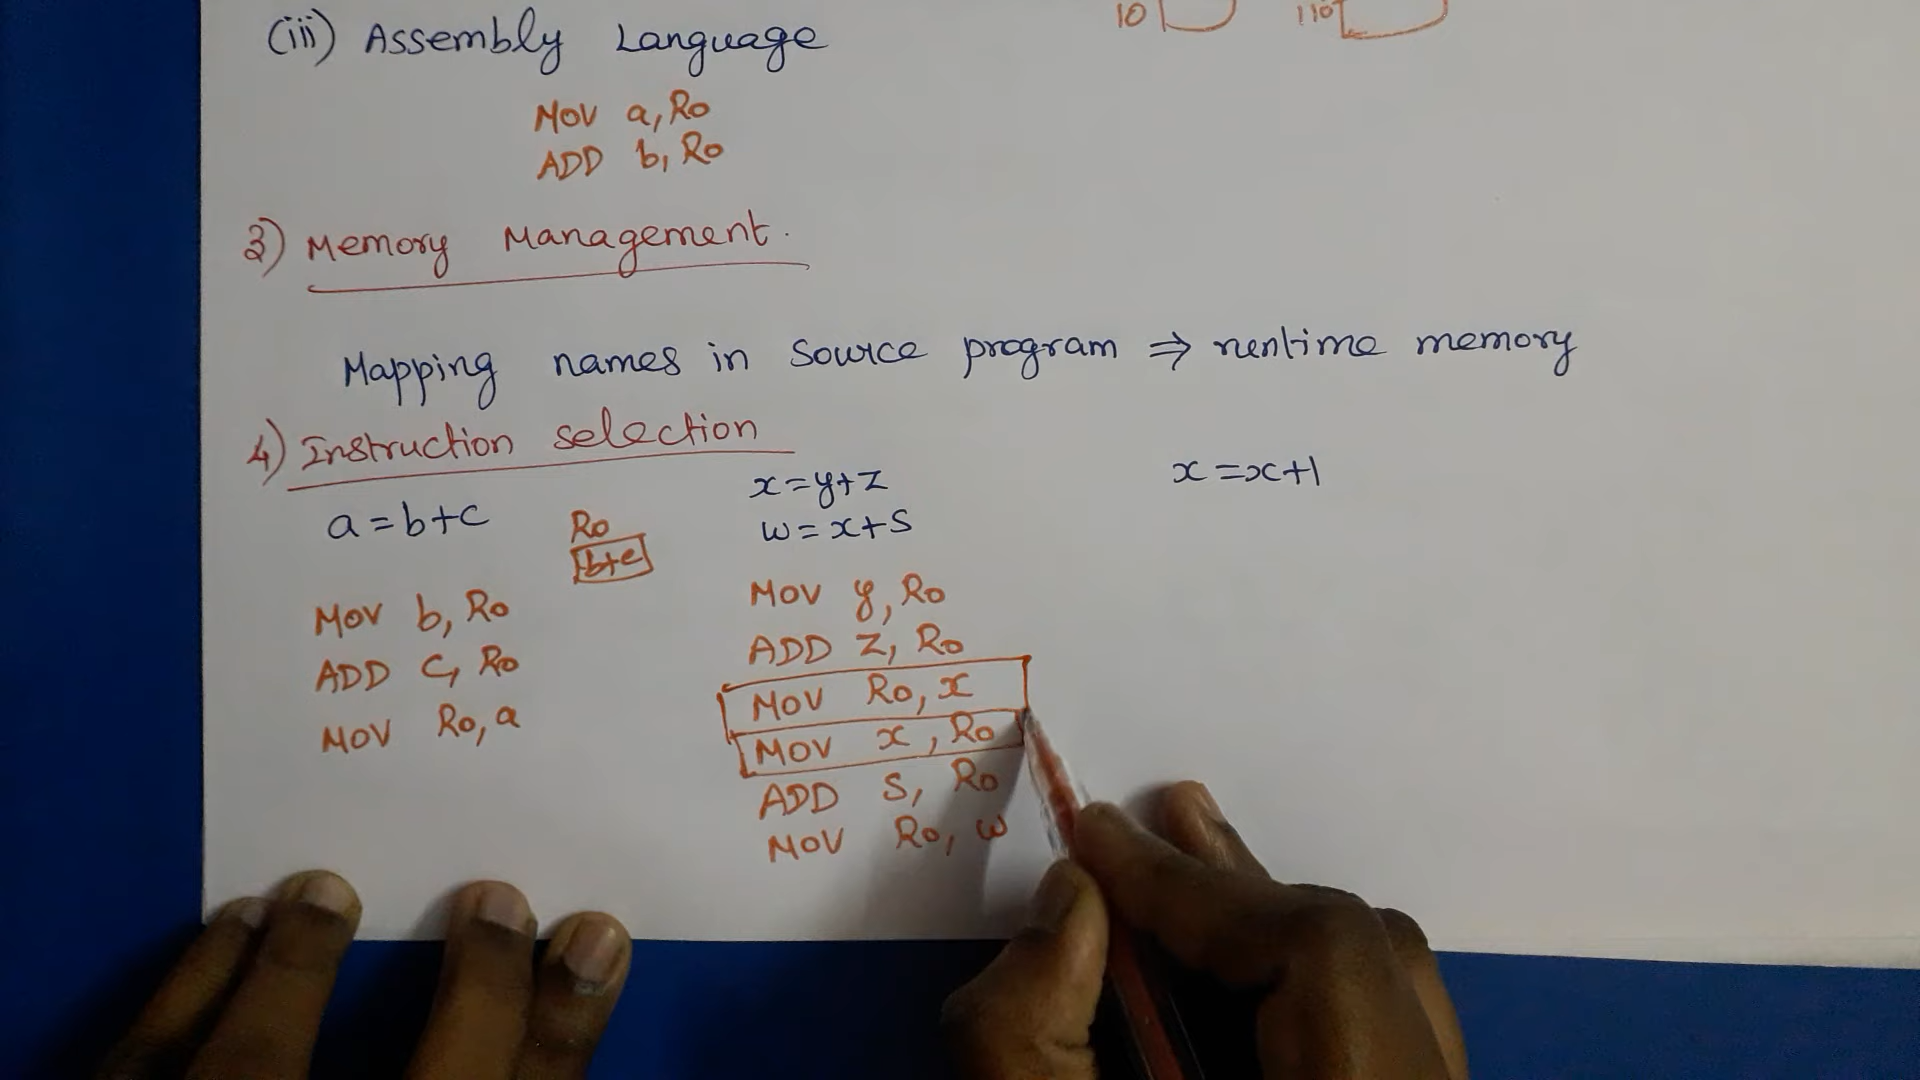 10 110
(iii) Assembly Language
MOV a, R0
ADD b, R0
3) Memory Management.
Mapping names in source program ⇒ runtime memory
4) Instruction selection
a = b+c
R0
b+c
MOV b, R0
ADD C, R0
MOV R0, a
x = y+z
w = x+s
MOV y, R0
ADD Z, R0
MOV R0, x
MOV x, R0
ADD S, R0
MOV R0, w
x = x+1